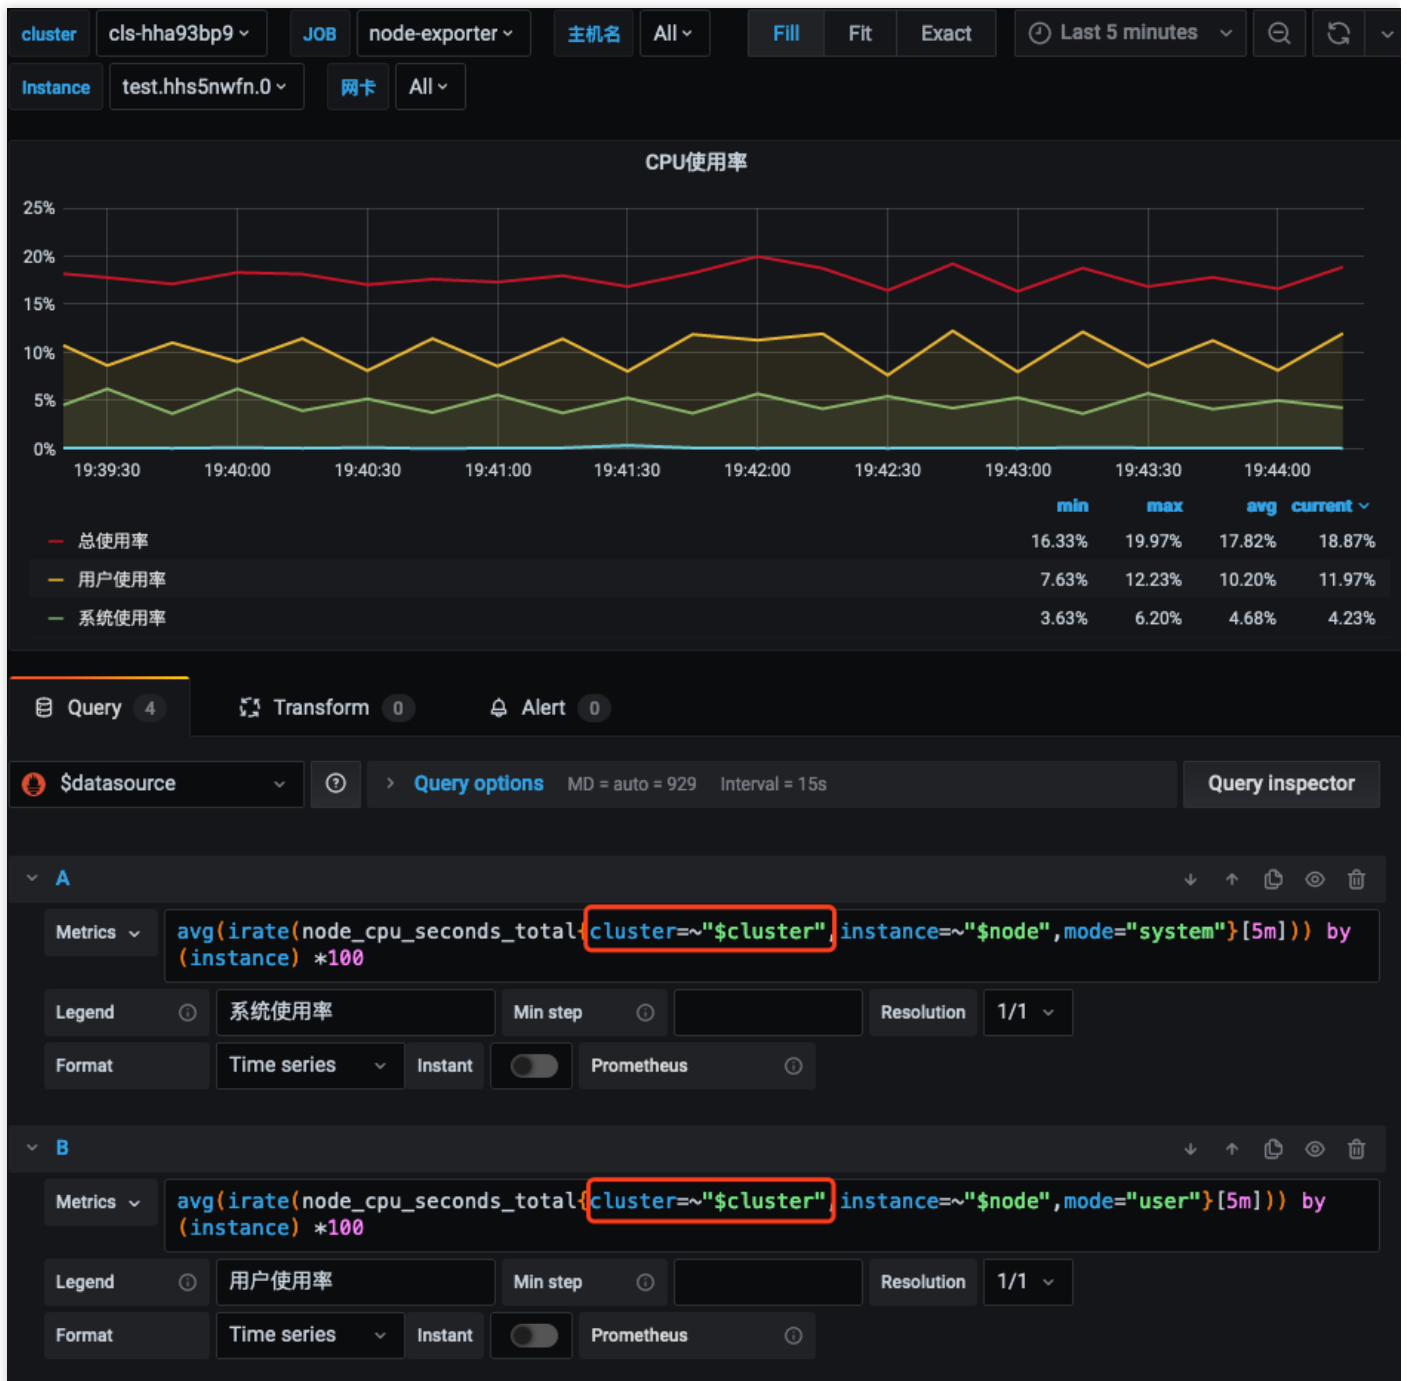 cluster cls-hha93bp9 JOB node-exporter 主机名 All Fill Fit Exact Last 5 minutes
Instance test.hhs5nwfn.0 网卡 All
CPU使用率
25%
20%
15%
10%
5%
0%
19:39:30 19:40:00 19:40:30 19:41:00 19:41:30 19:42:00 19:42:30 19:43:00 19:43:30 19:44:00
min max avg current
总使用率 16.33% 19.97% 17.82% 18.87%
用户使用率 7.63% 12.23% 10.20% 11.97%
系统使用率 3.63% 6.20% 4.68% 4.23%
Query 4 Transform 0 Alert 0
$datasource Query options MD = auto = 929 Interval = 15s Query inspector
A
Metrics avg(irate(node_cpu_seconds_total{cluster=~"$cluster",instance=~"$node",mode="system"}[5m])) by
(instance) *100
Legend 系统使用率 Min step Resolution 1/1
Format Time series Instant Prometheus
B
Metrics avg(irate(node_cpu_seconds_total{cluster=~"$cluster",instance=~"$node",mode="user"}[5m])) by
(instance) *100
Legend 用户使用率 Min step Resolution 1/1
Format Time series Instant Prometheus